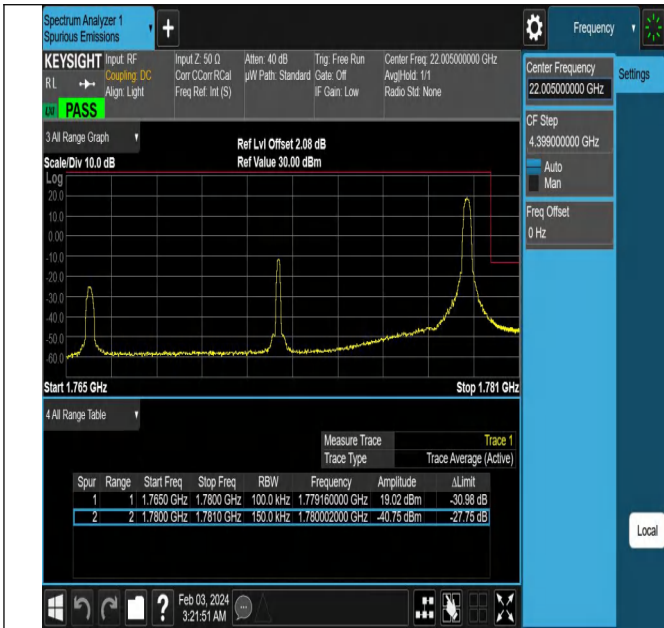 Spectrum Analyzer 1
Spurious Emissions
Frequency
KEYSIGHT Input: RF Input Z: 50 Ω Atten: 40 dB Trig: Free Run Center Freq: 22.005000000 GHz
RL Coupling: DC Corr CCorr RCal µW Path: Standard Gate: Off Avg|Hold: 1/1
Align: Light Freq Ref: Int (S) IF Gain: Low Radio Std: None
PASS
Center Frequency
22.005000000 GHz
Settings
CF Step
4.399000000 GHz
Auto
Man
Freq Offset
0 Hz
3 All Range Graph
Ref Lvl Offset 2.08 dB
Scale/Div 10.0 dB Ref Value 30.00 dBm
Log
20.0
10.0
0.00
-10.0
-20.0
-30.0
-40.0
-50.0
-60.0
Start 1.765 GHz Stop 1.781 GHz
4 All Range Table
Measure Trace Trace 1
Trace Type Trace Average (Active)
Spur Range Start Freq Stop Freq RBW Frequency Amplitude ΔLimit
1 1 1.7650 GHz 1.7800 GHz 100.0 kHz 1.779160000 GHz 19.02 dBm -30.98 dB
2 2 1.7800 GHz 1.7810 GHz 150.0 kHz 1.780002000 GHz -40.75 dBm -27.75 dB
Local
Feb 03, 2024
3:21:51 AM